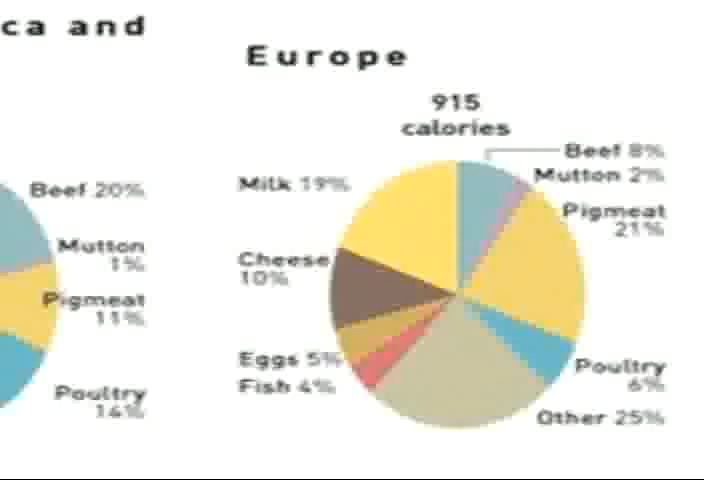 ca and
Beef 20%
Mutton
1%
Pigmeat
11%
Poultry
14%
Europe
915
calories
Beef 8%
Mutton 2%
Pigmeat
21%
Poultry
6%
Other 25%
Fish 4%
Eggs 5%
Cheese
10%
Milk 19%